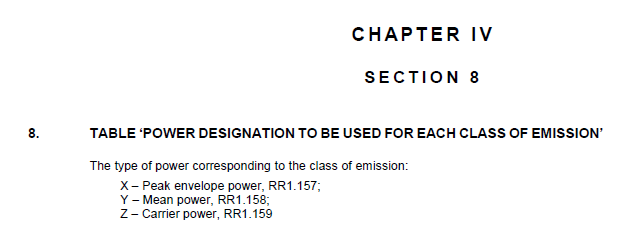 CHAPTER IV
SECTION 8
8. TABLE ‘POWER DESIGNATION TO BE USED FOR EACH CLASS OF EMISSION’
The type of power corresponding to the class of emission:
X – Peak envelope power, RR1.157;
Y – Mean power, RR1.158;
Z – Carrier power, RR1.159